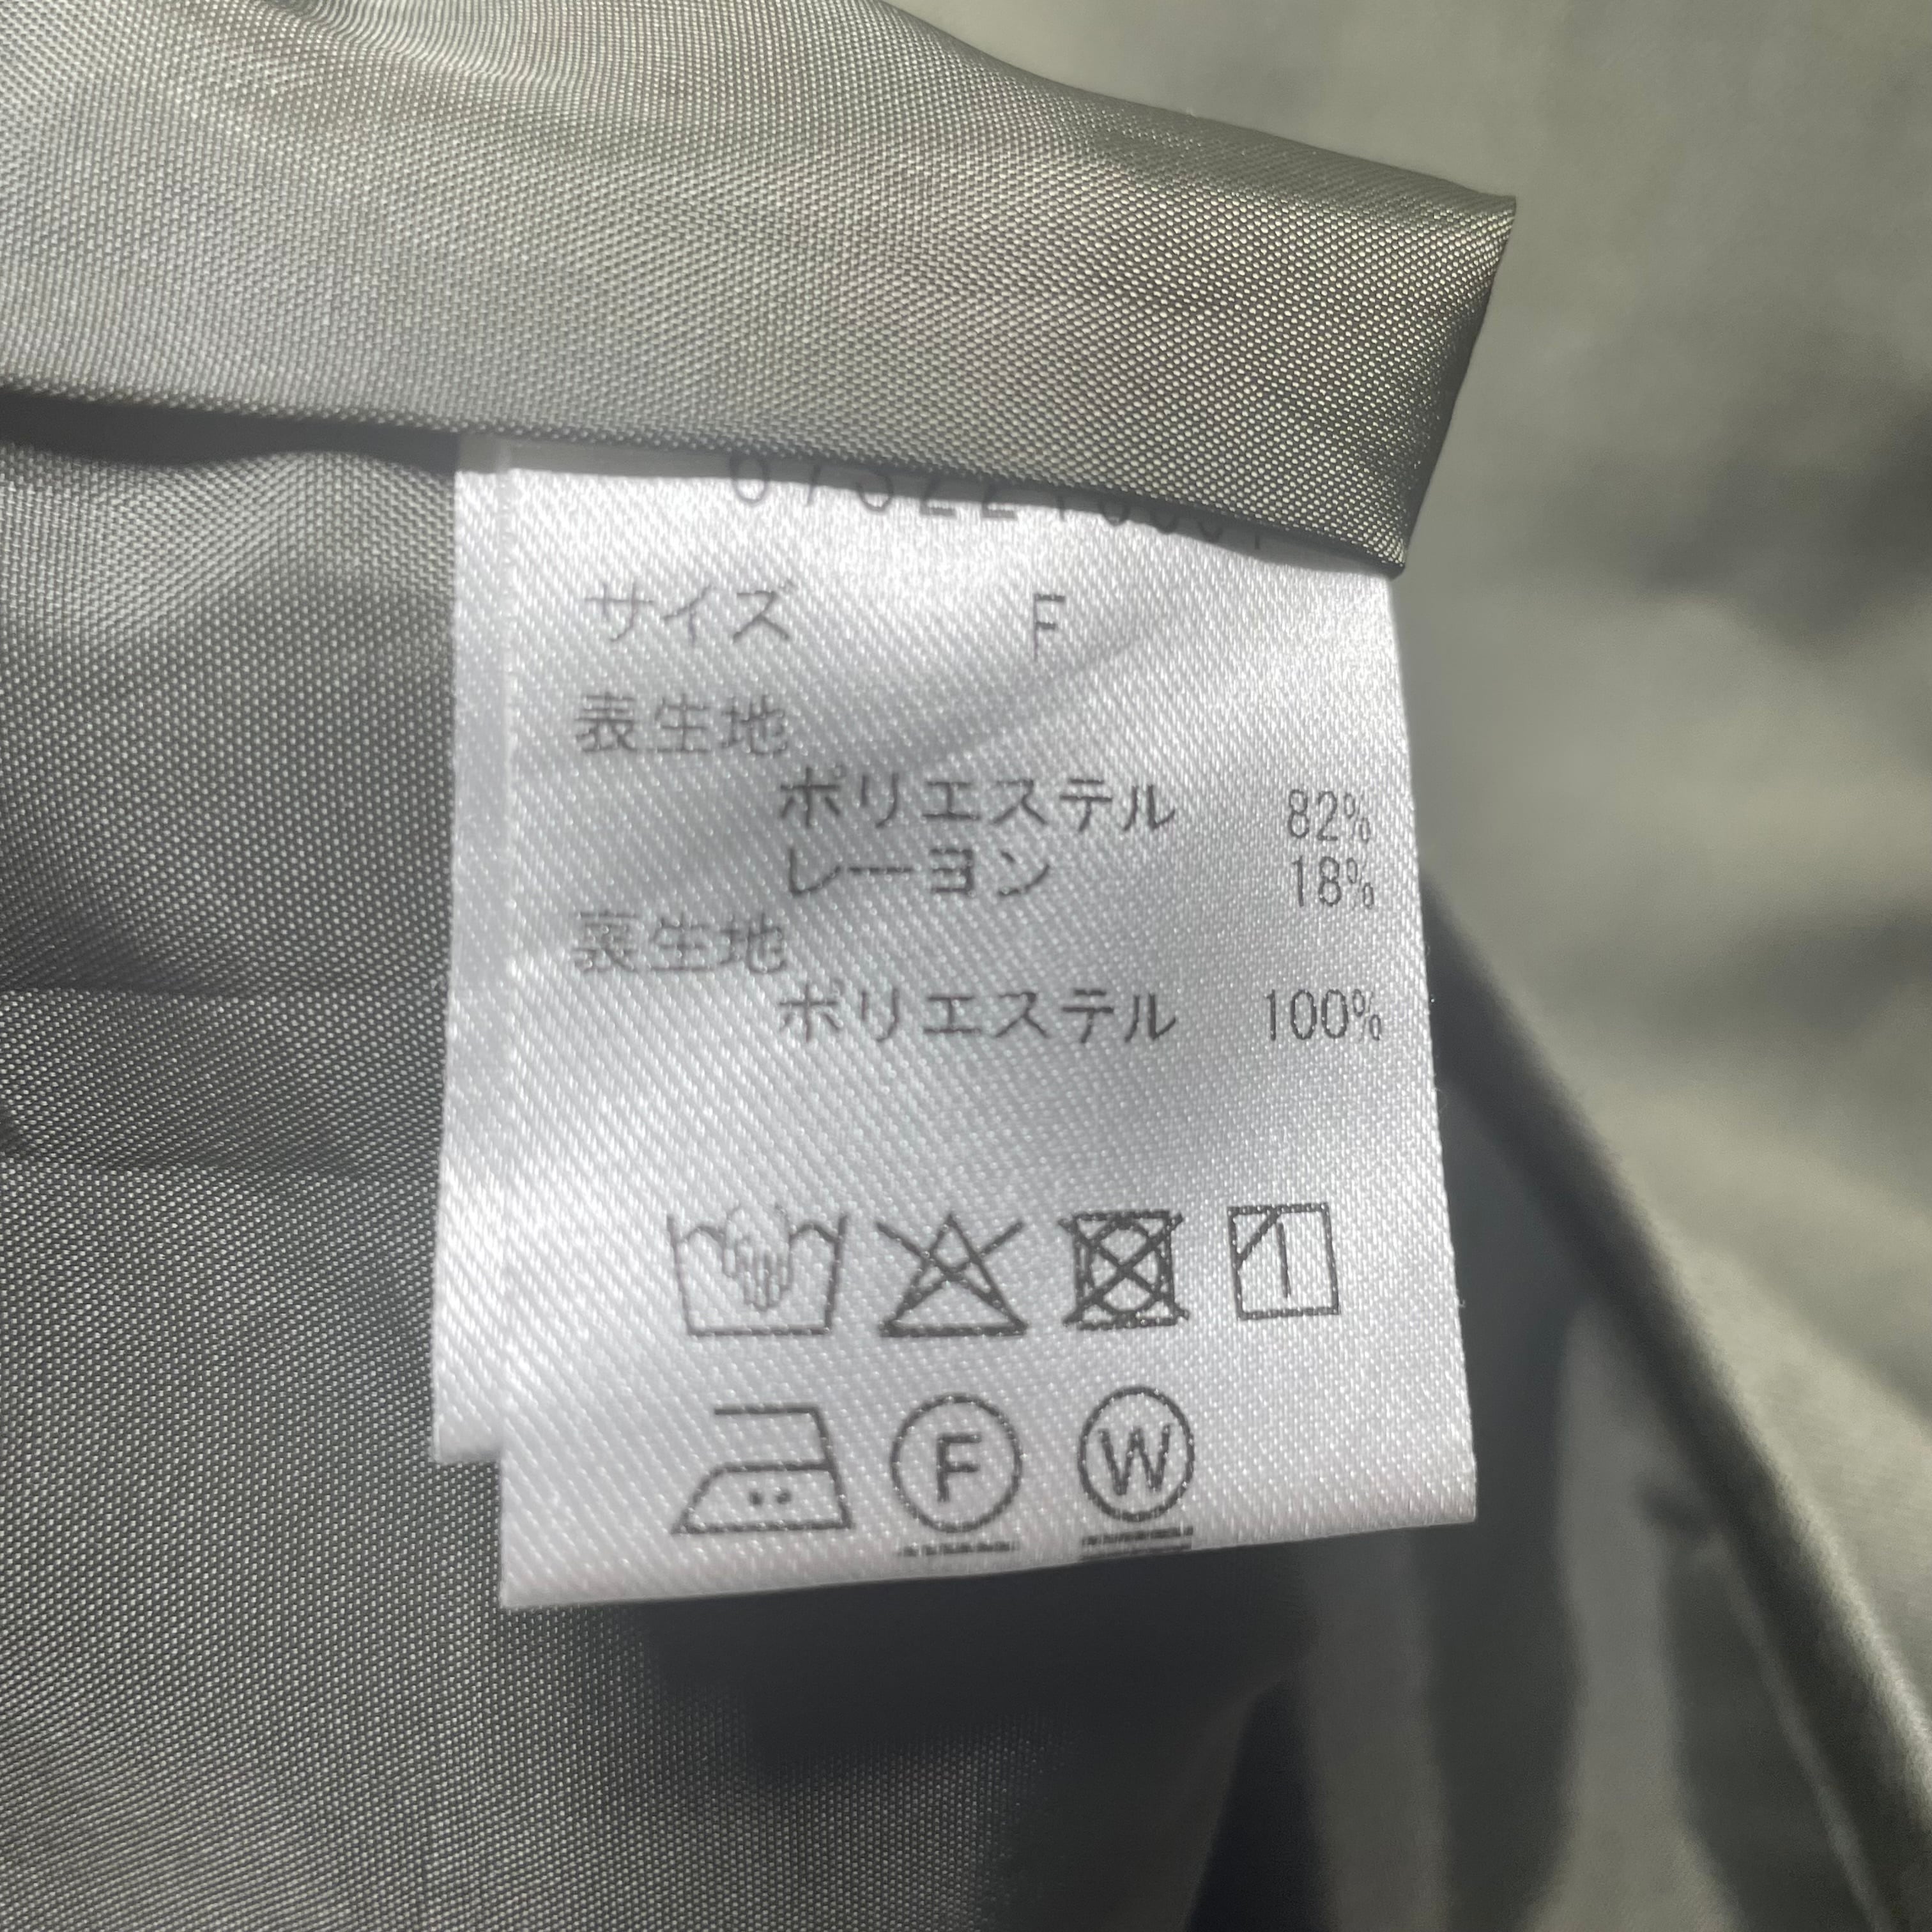 サイズ F
表生地
ポリエステル 82%
レーヨン 18%
裏生地
ポリエステル 100%
F W